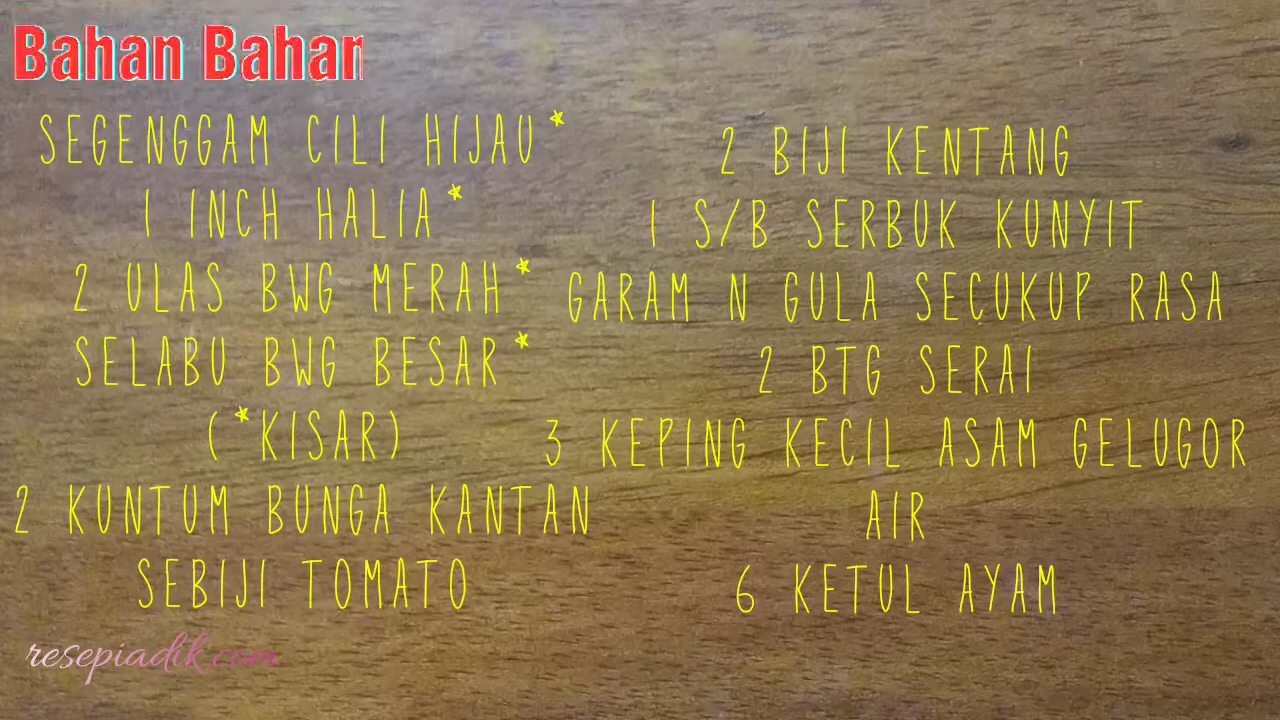 Bahan Bahan
SEGENGGAM CILI HIJAU*
1 INCH HALIA*
2 ULAS BWG MERAH*
SELABU BWG BESAR*
(*KISAR)
2 KUNTUM BUNGA KANTAN
SEBIJI TOMATO
2 BIJI KENTANG
1 S/B SERBUK KUNYIT
GARAM N GULA SECUKUP RASA
2 BTG SERAI
3 KEPING KECIL ASAM GELUGOR
AIR
6 KETUL AYAM
resepiadik.com